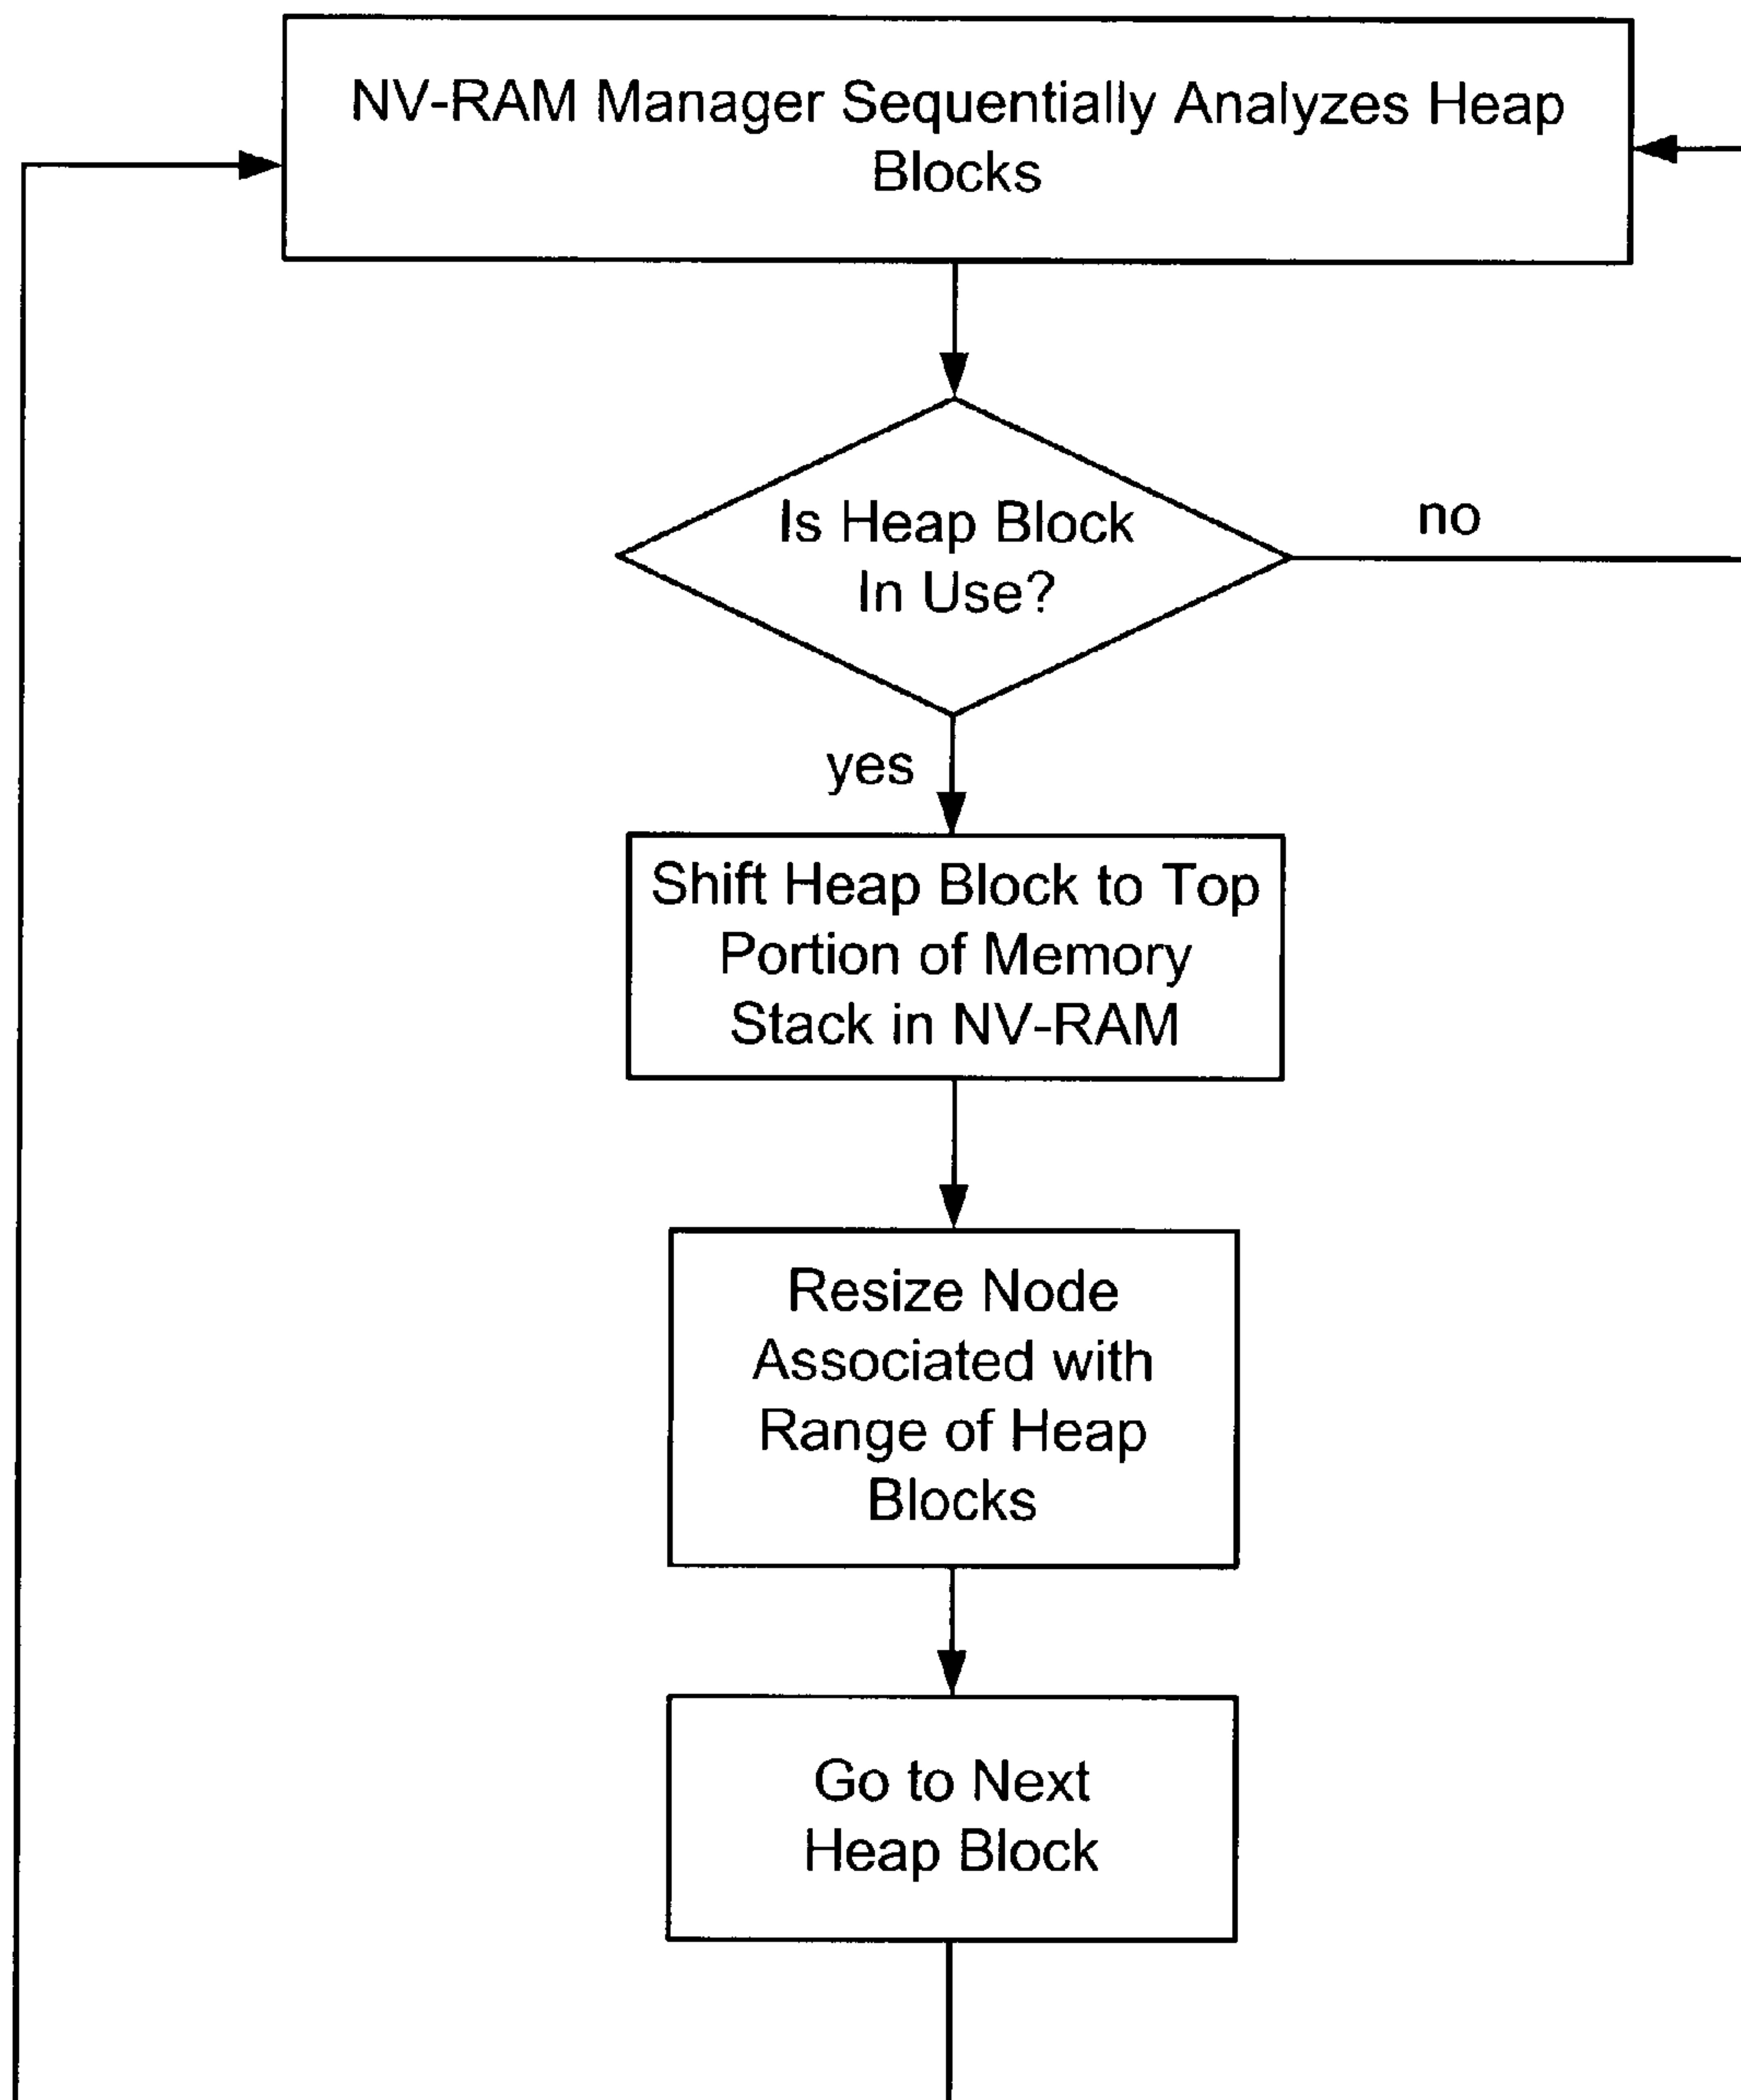 NV-RAM Manager Sequentially Analyzes Heap
Blocks
Is Heap Block
In Use?
no
yes
Shift Heap Block to Top
Portion of Memory
Stack in NV-RAM
Resize Node
Associated with
Range of Heap
Blocks
Go to Next
Heap Block